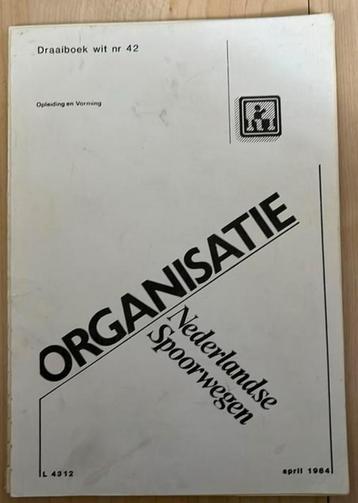 Draaiboek wit nr 42
Opleiding en Vorming
ORGANISATIE
Nederlandse
Spoorwegen
L 4312
april 1984